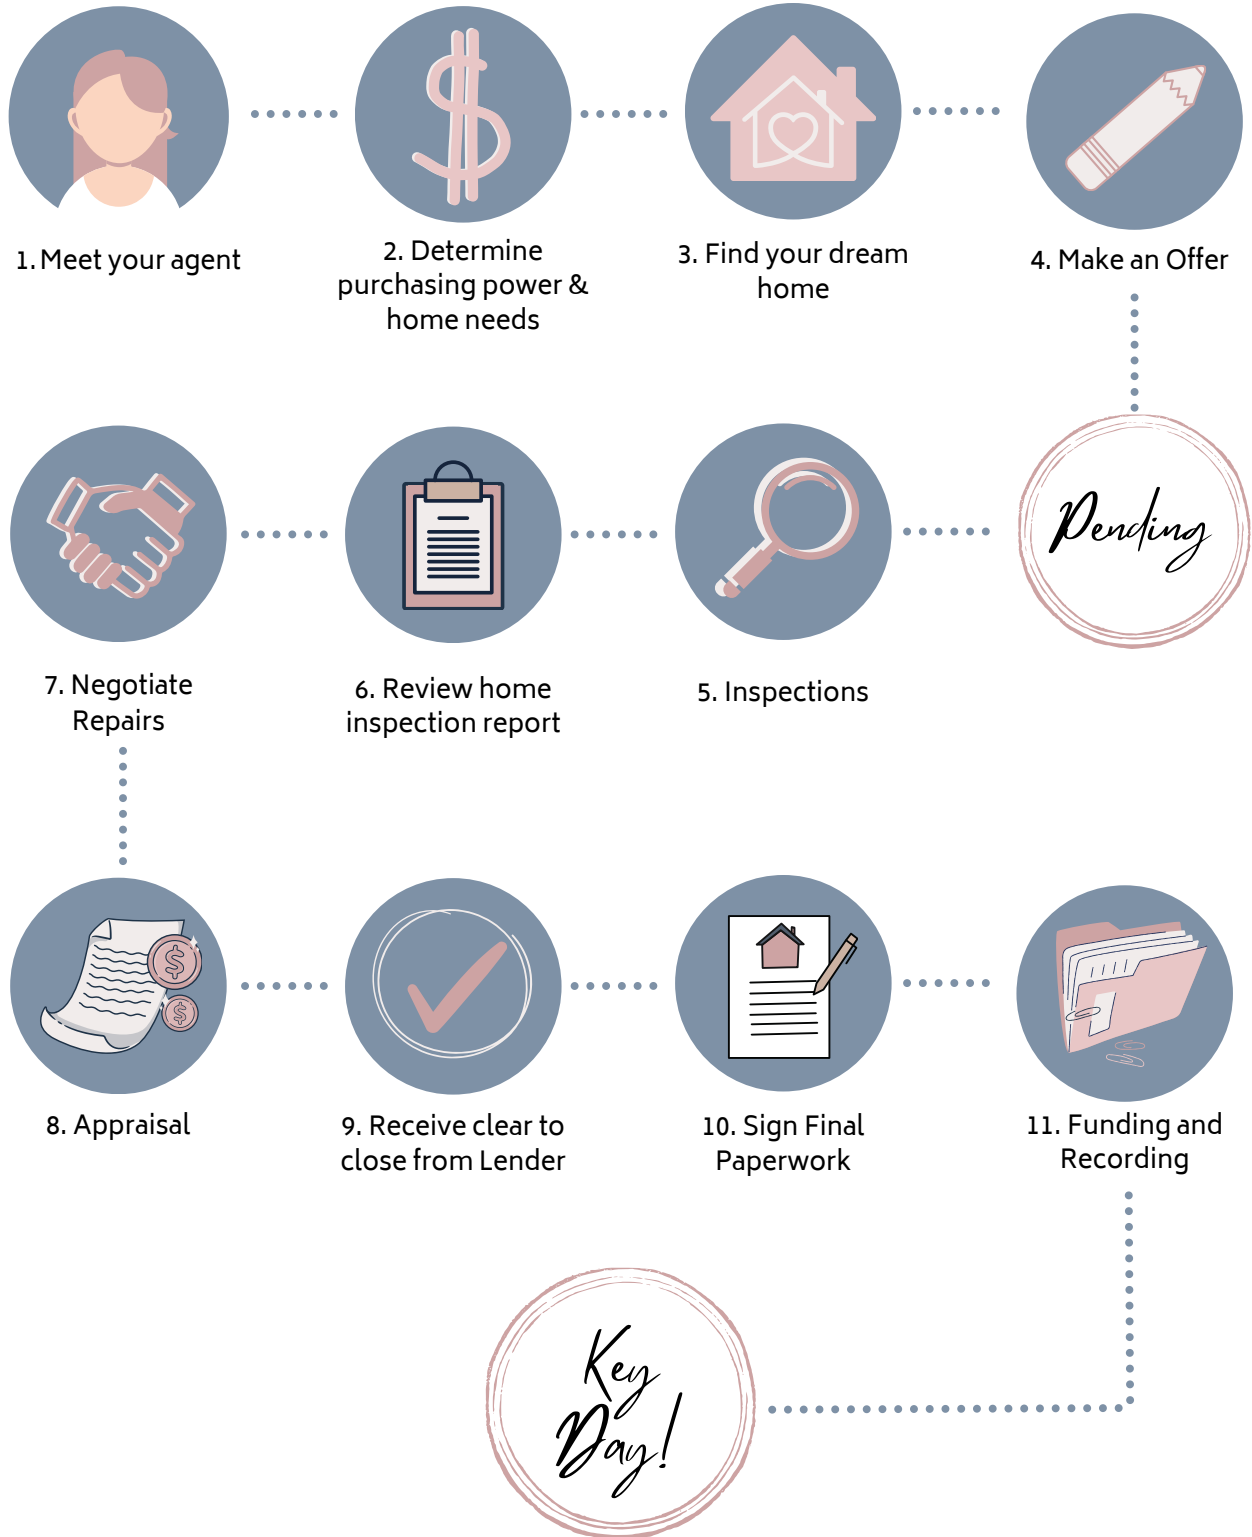 1. Meet your agent
2. Determine
purchasing power &
home needs
3. Find your dream
home
4. Make an Offer
Pending
5. Inspections
6. Review home
inspection report
7. Negotiate
Repairs
8. Appraisal
9. Receive clear to
close from Lender
10. Sign Final
Paperwork
11. Funding and
Recording
Key
Day!